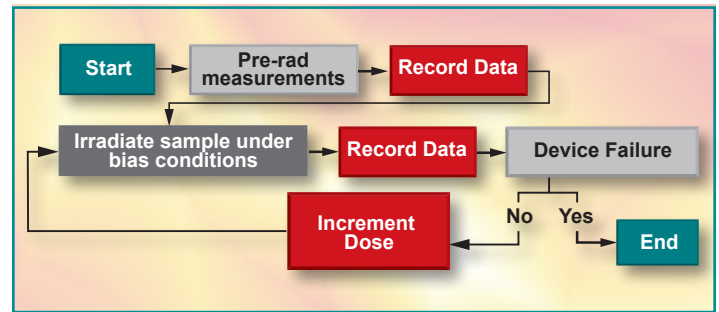 Start
Pre-rad
measurements
Record Data
Irradiate sample under
bias conditions
Record Data
Device Failure
No
Yes
Increment
Dose
End